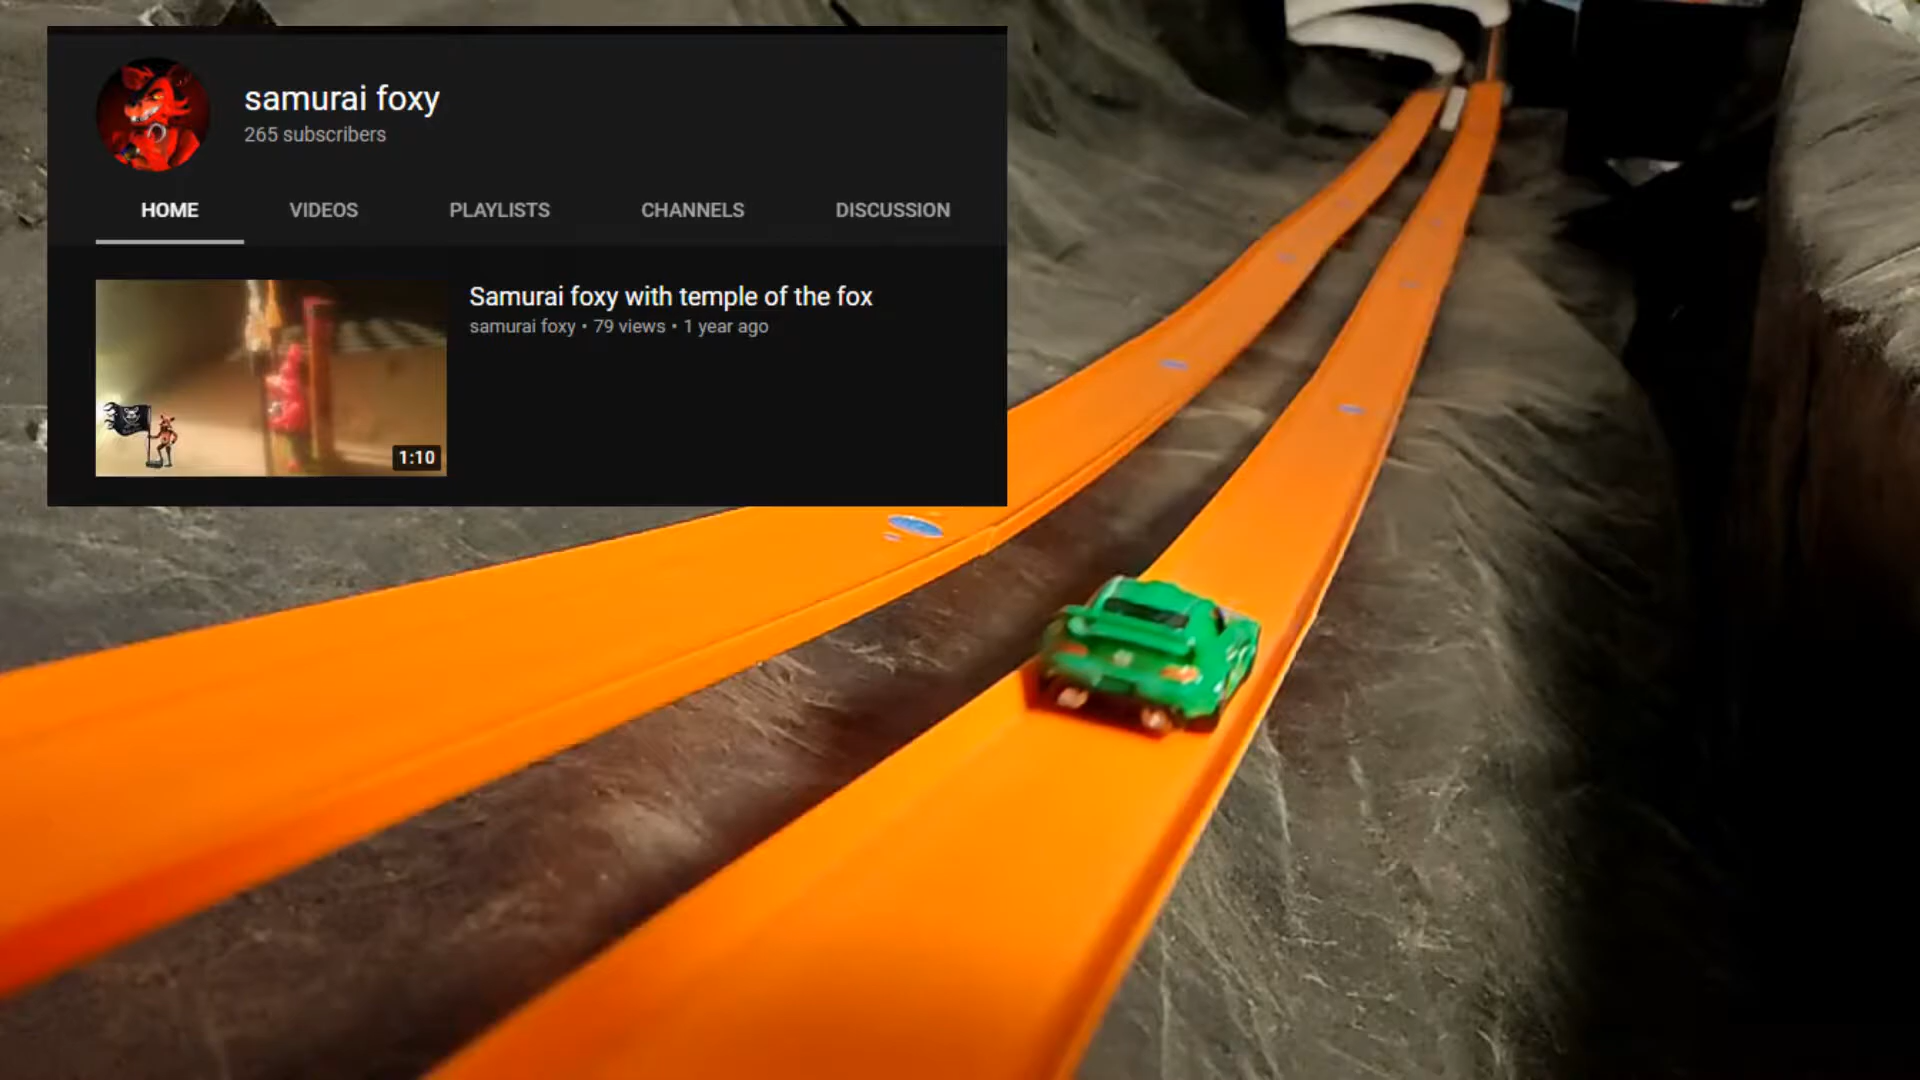 samurai foxy
265 subscribers
HOME VIDEOS PLAYLISTS CHANNELS DISCUSSION
Samurai foxy with temple of the fox
samurai foxy • 79 views • 1 year ago
1:10